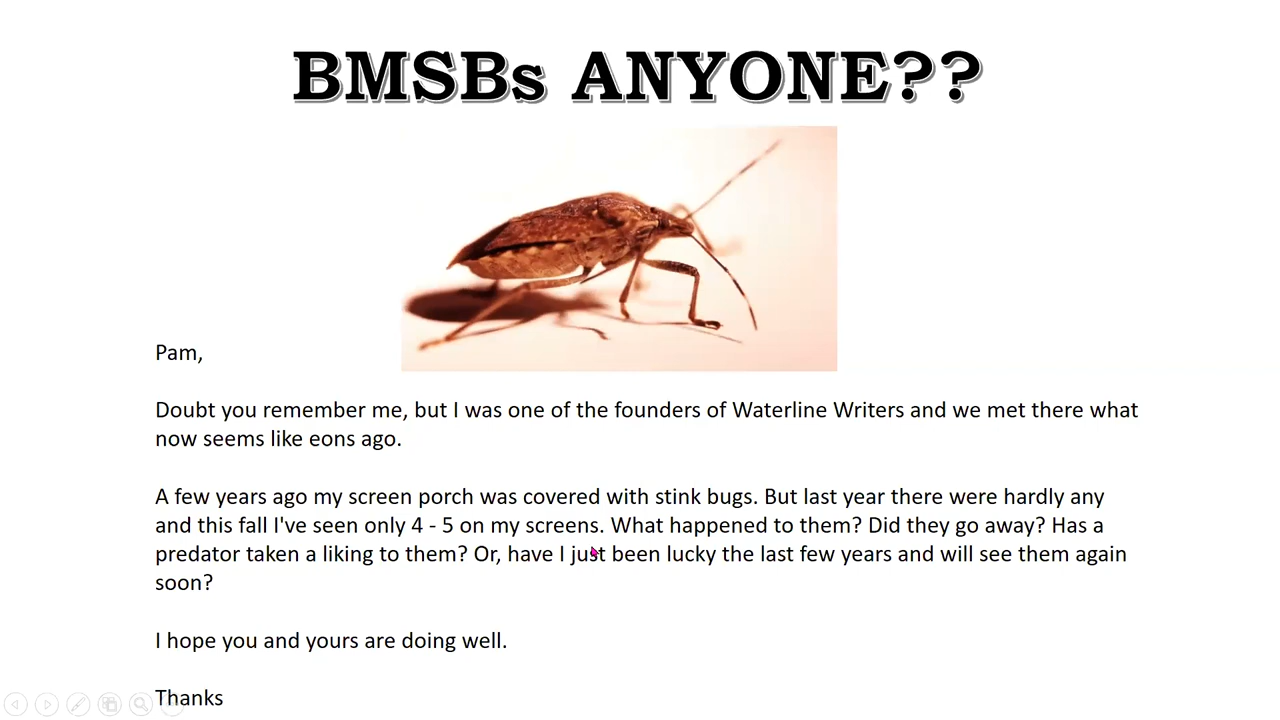 BMSBs ANYONE??
Pam,
Doubt you remember me, but I was one of the founders of Waterline Writers and we met there what
now seems like eons ago.
A few years ago my screen porch was covered with stink bugs. But last year there were hardly any
and this fall I've seen only 4 - 5 on my screens. What happened to them? Did they go away? Has a
predator taken a liking to them? Or, have I just been lucky the last few years and will see them again
soon?
I hope you and yours are doing well.
Thanks